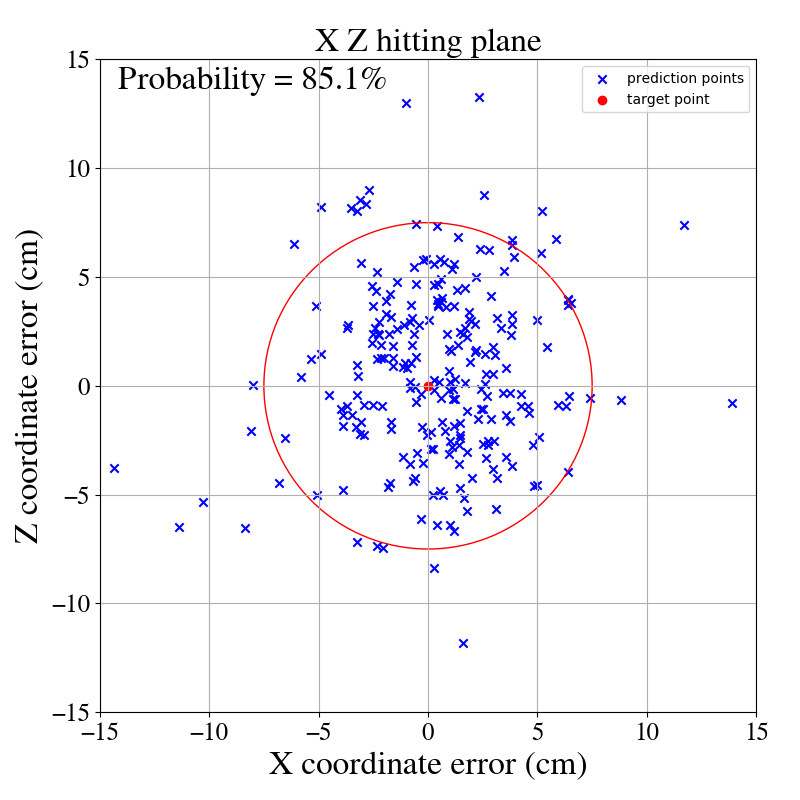 X Z hitting plane
Probability = 85.1%
prediction points
target point
Z coordinate error (cm)
15
10
5
0
−5
−10
−15
−15 −10 −5 0 5 10 15
X coordinate error (cm)